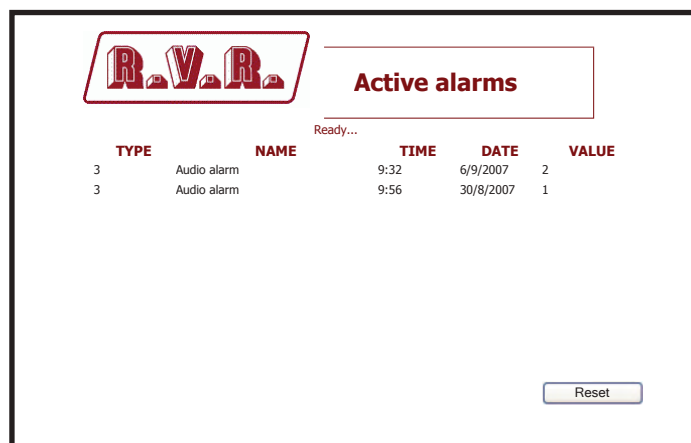 R.V.R.
Active alarms
Ready...
TYPE NAME TIME DATE VALUE
3 Audio alarm 9:32 6/9/2007 2
3 Audio alarm 9:56 30/8/2007 1
Reset